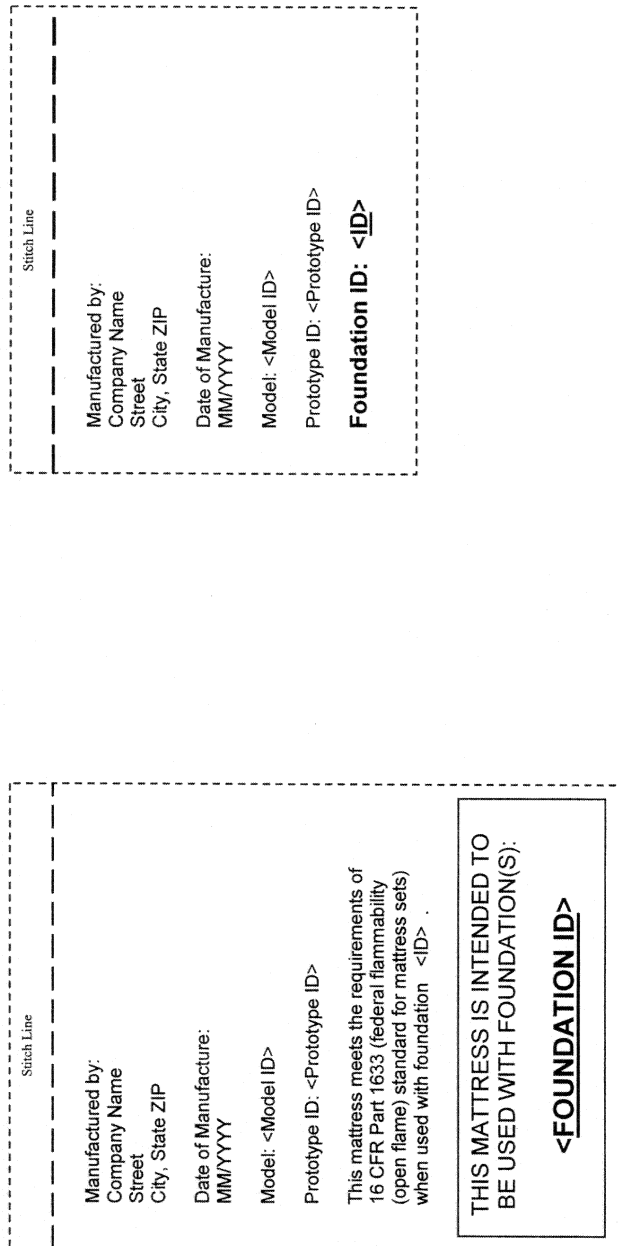 Stitch Line
Manufactured by:
Company Name
Street
City, State ZIP
Date of Manufacture:
MM/YYYY
Model: <Model ID>
Prototype ID: <Prototype ID>
This mattress meets the requirements of
16 CFR Part 1633 (federal flammability
(open flame) standard for mattress sets)
when used with foundation <ID> .
THIS MATTRESS IS INTENDED TO
BE USED WITH FOUNDATION(S):
<FOUNDATION ID>
Stitch Line
Manufactured by:
Company Name
Street
City, State ZIP
Date of Manufacture:
MM/YYYY
Model: <Model ID>
Prototype ID: <Prototype ID>
Foundation ID: <ID>